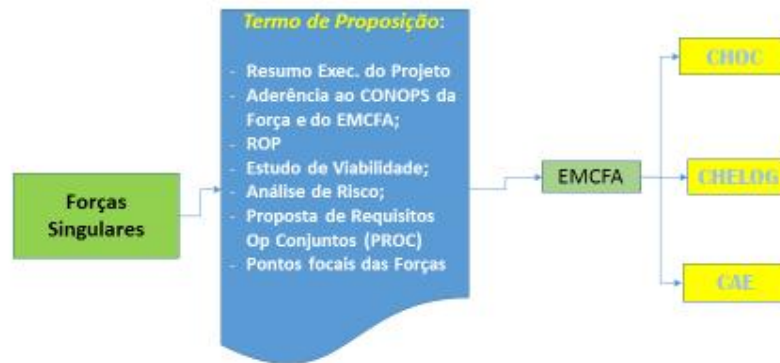 Termo de Proposição:
- Resumo Exec. do Projeto
- Aderência ao CONOPS da
Força e do EMCFA;
- ROP
- Estudo de Viabilidade;
- Análise de Risco;
- Proposta de Requisitos
Op Conjuntos (PROC)
- Pontos focais das Forças
Forças
Singulares
EMCFA
CHOC
CHELOG
CAE